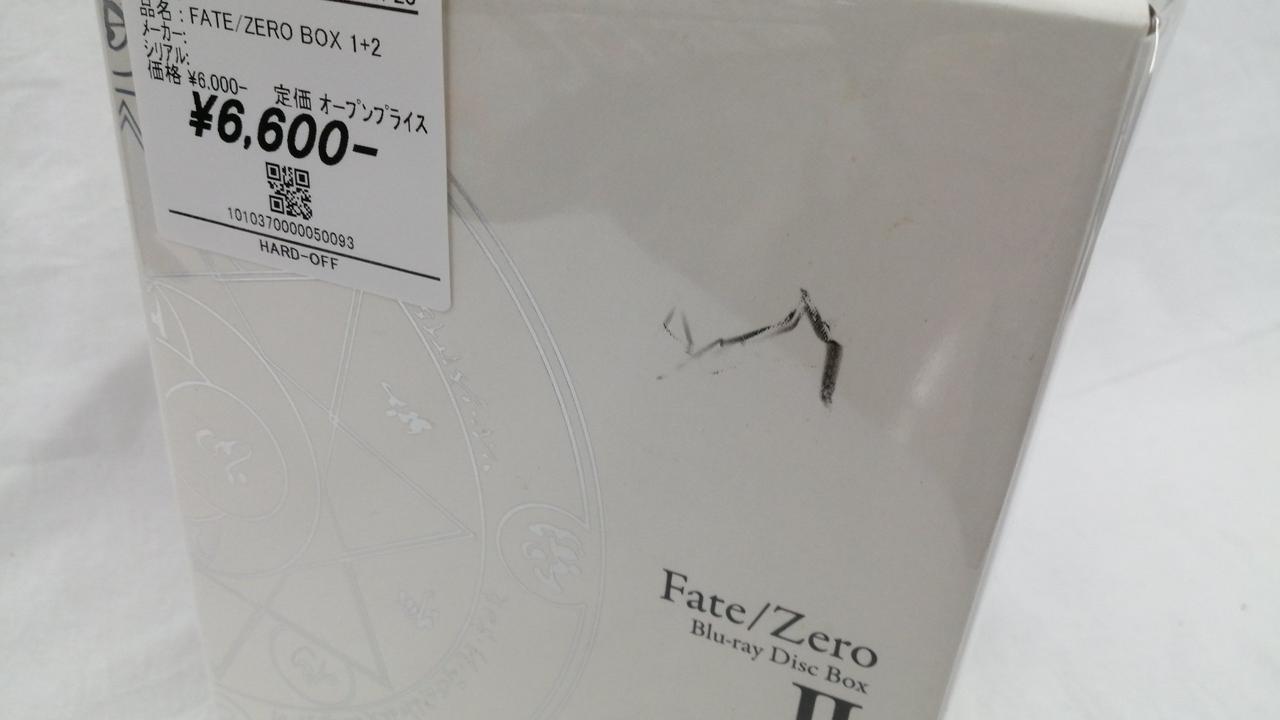 品名 : FATE/ZERO BOX 1+2
メーカー:
シリアル:
価格 ¥6,000- 定価 オープンプライス
¥6,600-
1010370000050093
HARD-OFF
Fate/Zero
Blu-ray Disc Box
II